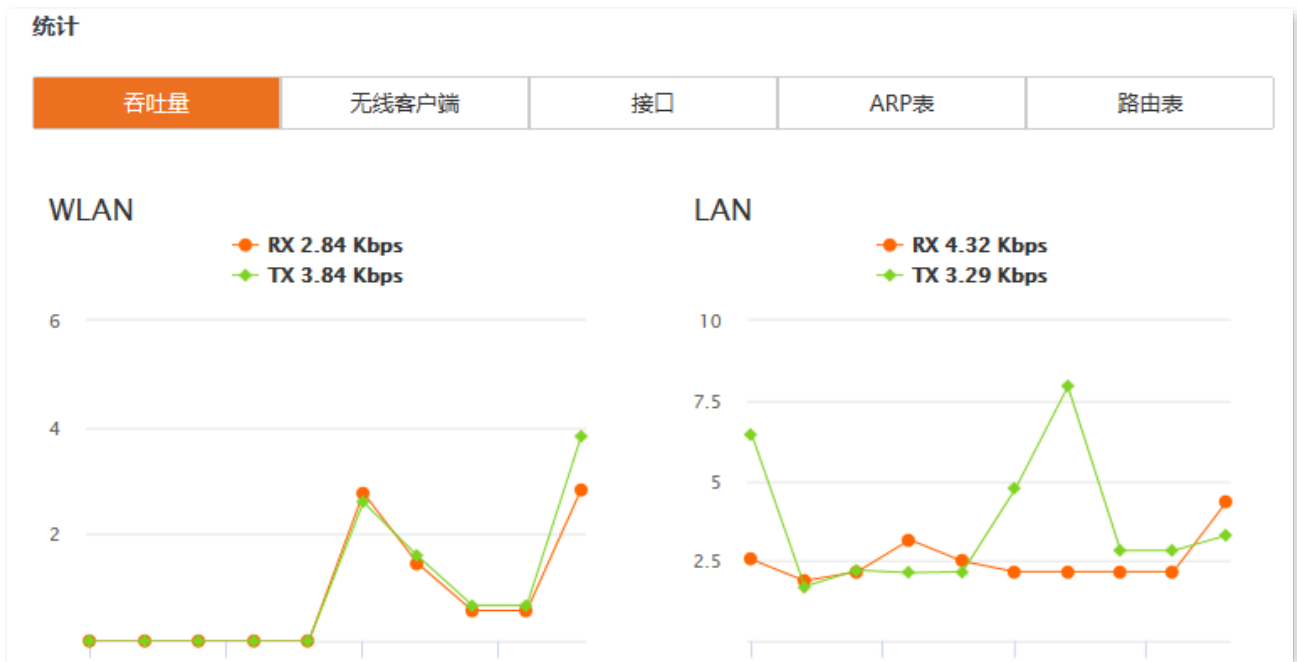 统计
吞吐量 无线客户端 接口 ARP表 路由表
WLAN
RX 2.84 Kbps
TX 3.84 Kbps
6
4
2
LAN
RX 4.32 Kbps
TX 3.29 Kbps
10
7.5
5
2.5